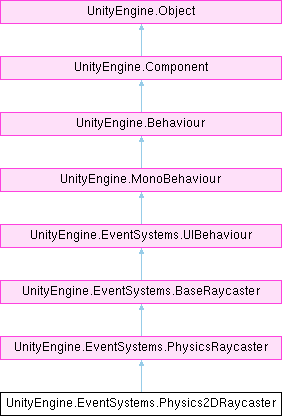 UnityEngine.Object
UnityEngine.Component
UnityEngine.Behaviour
UnityEngine.MonoBehaviour
UnityEngine.EventSystems.UIBehaviour
UnityEngine.EventSystems.BaseRaycaster
UnityEngine.EventSystems.PhysicsRaycaster
UnityEngine.EventSystems.Physics2DRaycaster